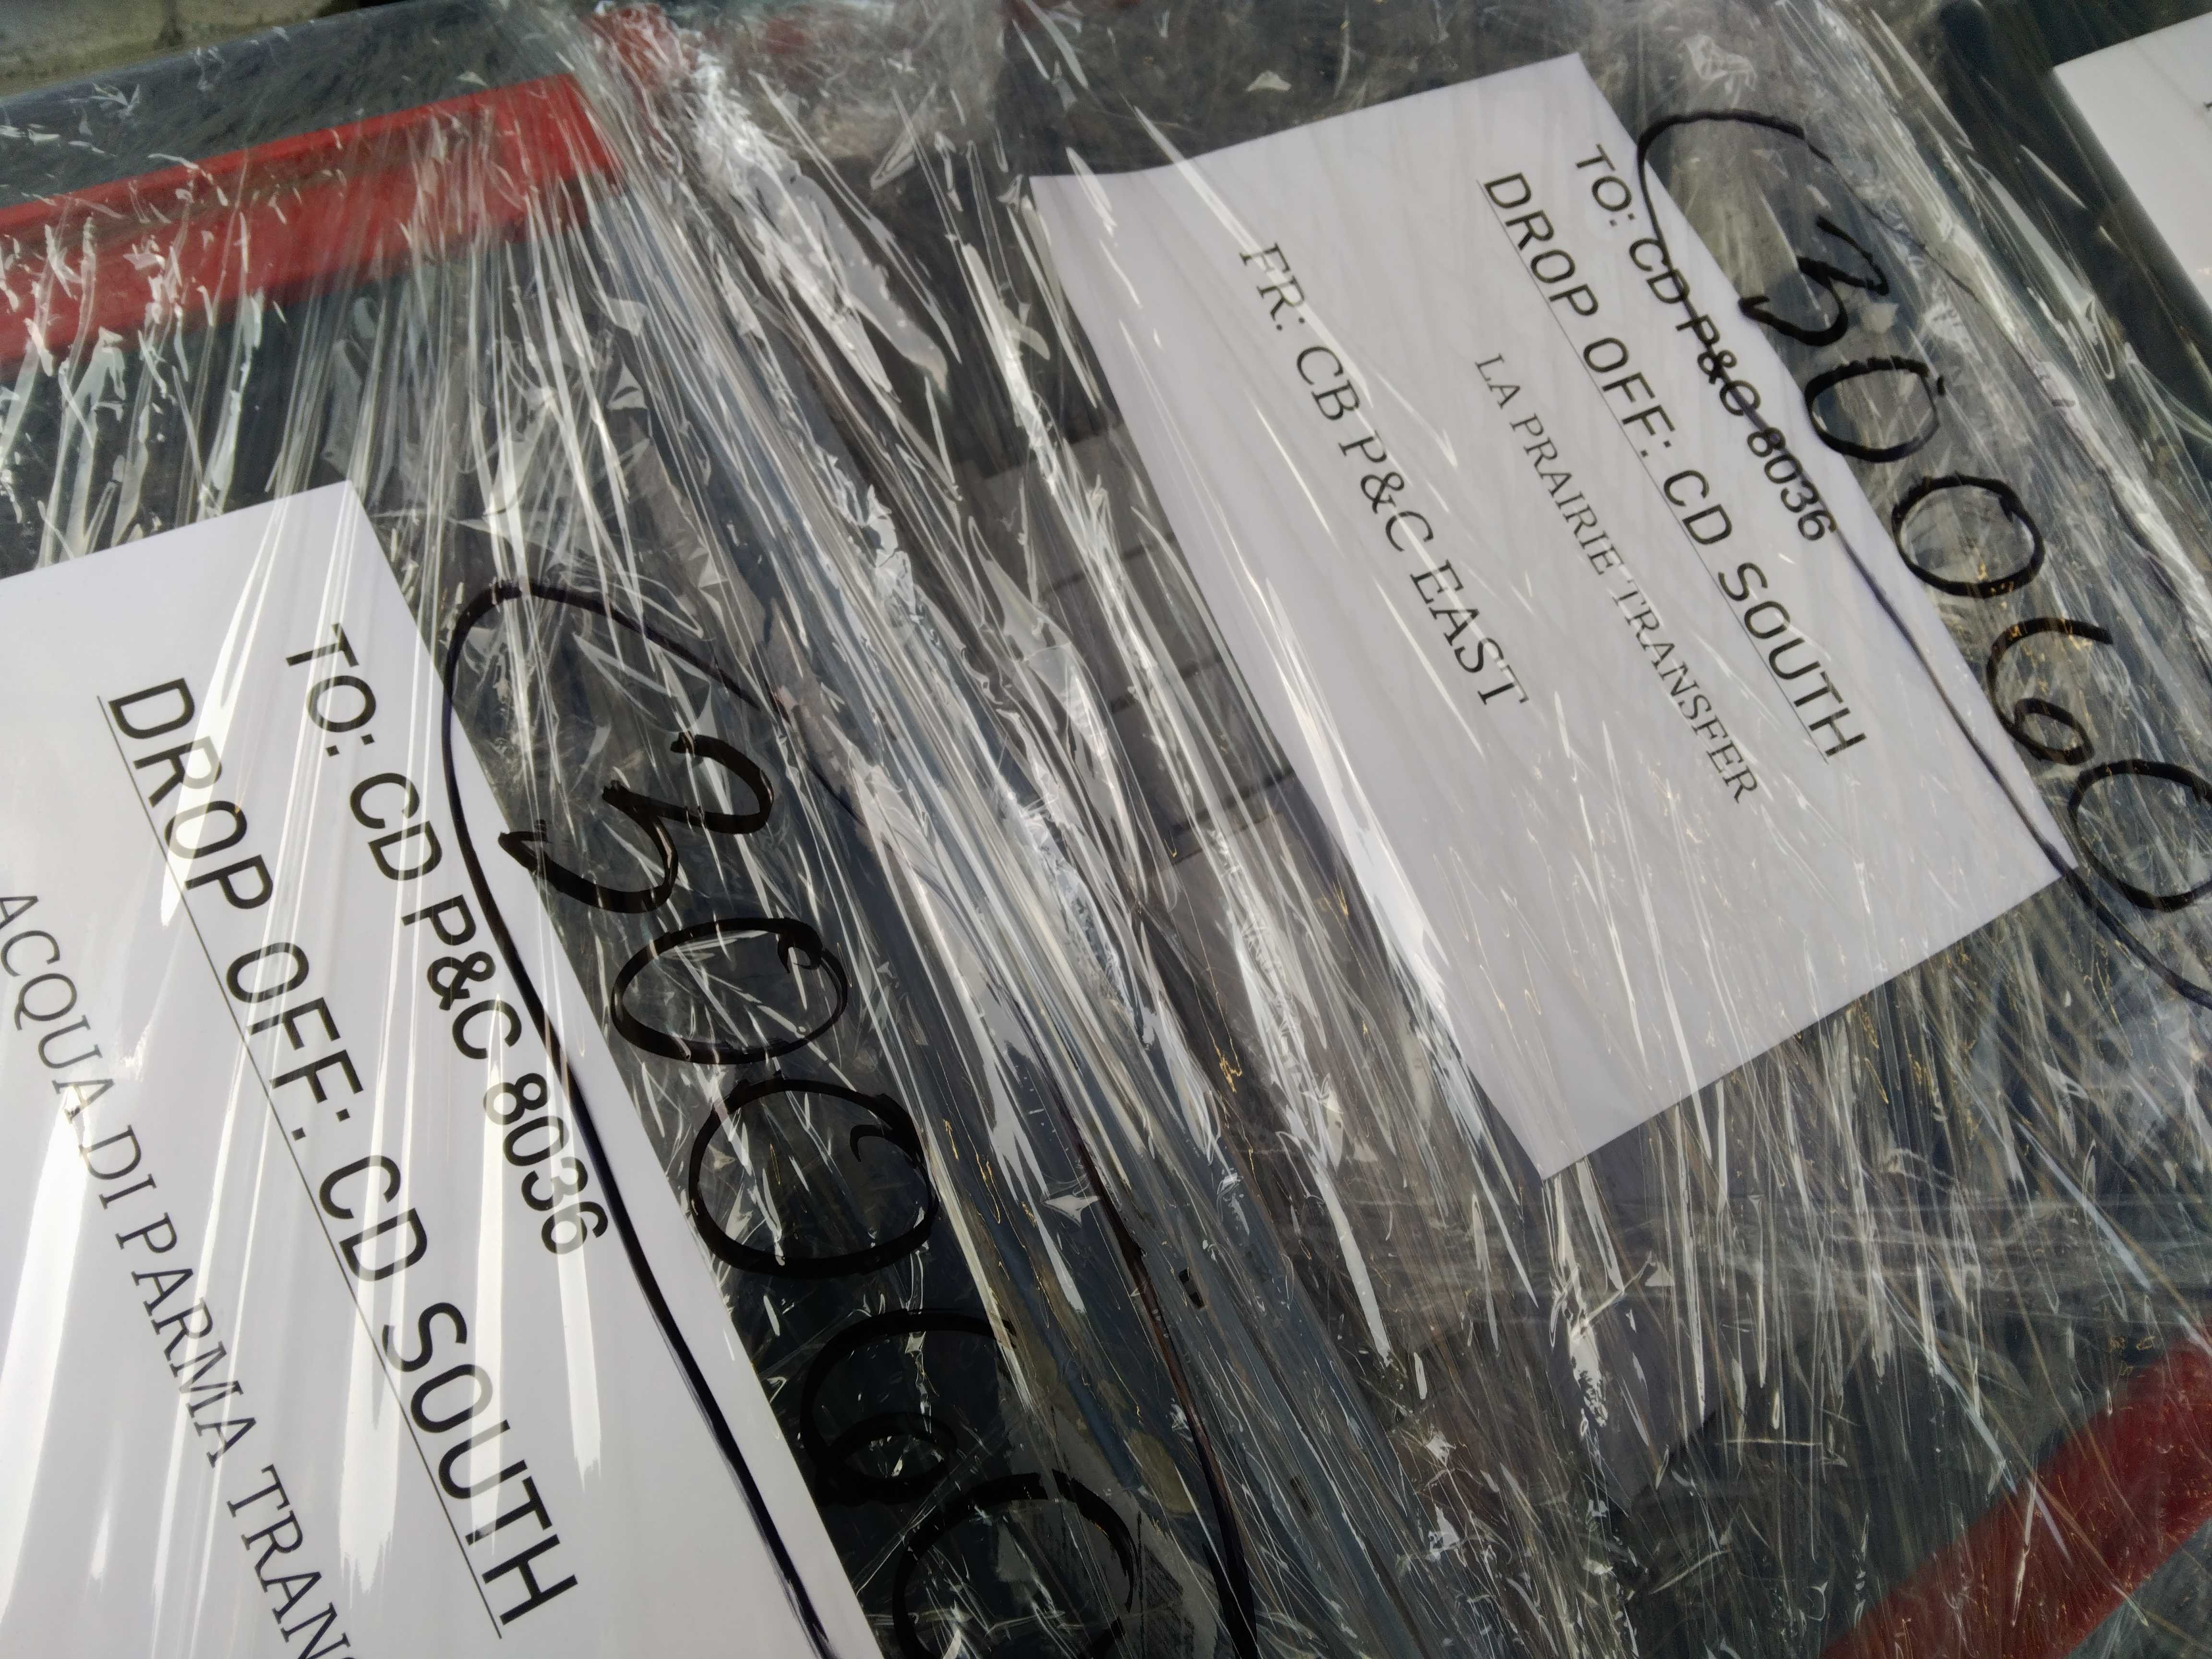 TO: CD P&C 8036
DROP OFF: CD SOUTH
ACQUA DI PARMA
30060
TO: CD P&C 8036
DROP OFF: CD SOUTH
LA PRAIRIE TRANSFER
FR: CB P&C EAST
30060